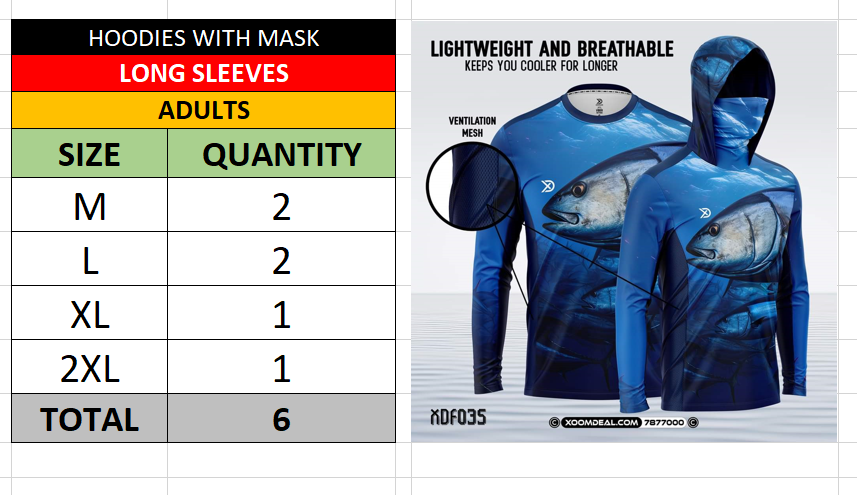 HOODIES WITH MASK
LONG SLEEVES
ADULTS
SIZE QUANTITY
M 2
L 2
XL 1
2XL 1
TOTAL 6
LIGHTWEIGHT AND BREATHABLE
KEEPS YOU COOLER FOR LONGER
VENTILATION
MESH
XDF035
XOOMDEAL.COM 7877000